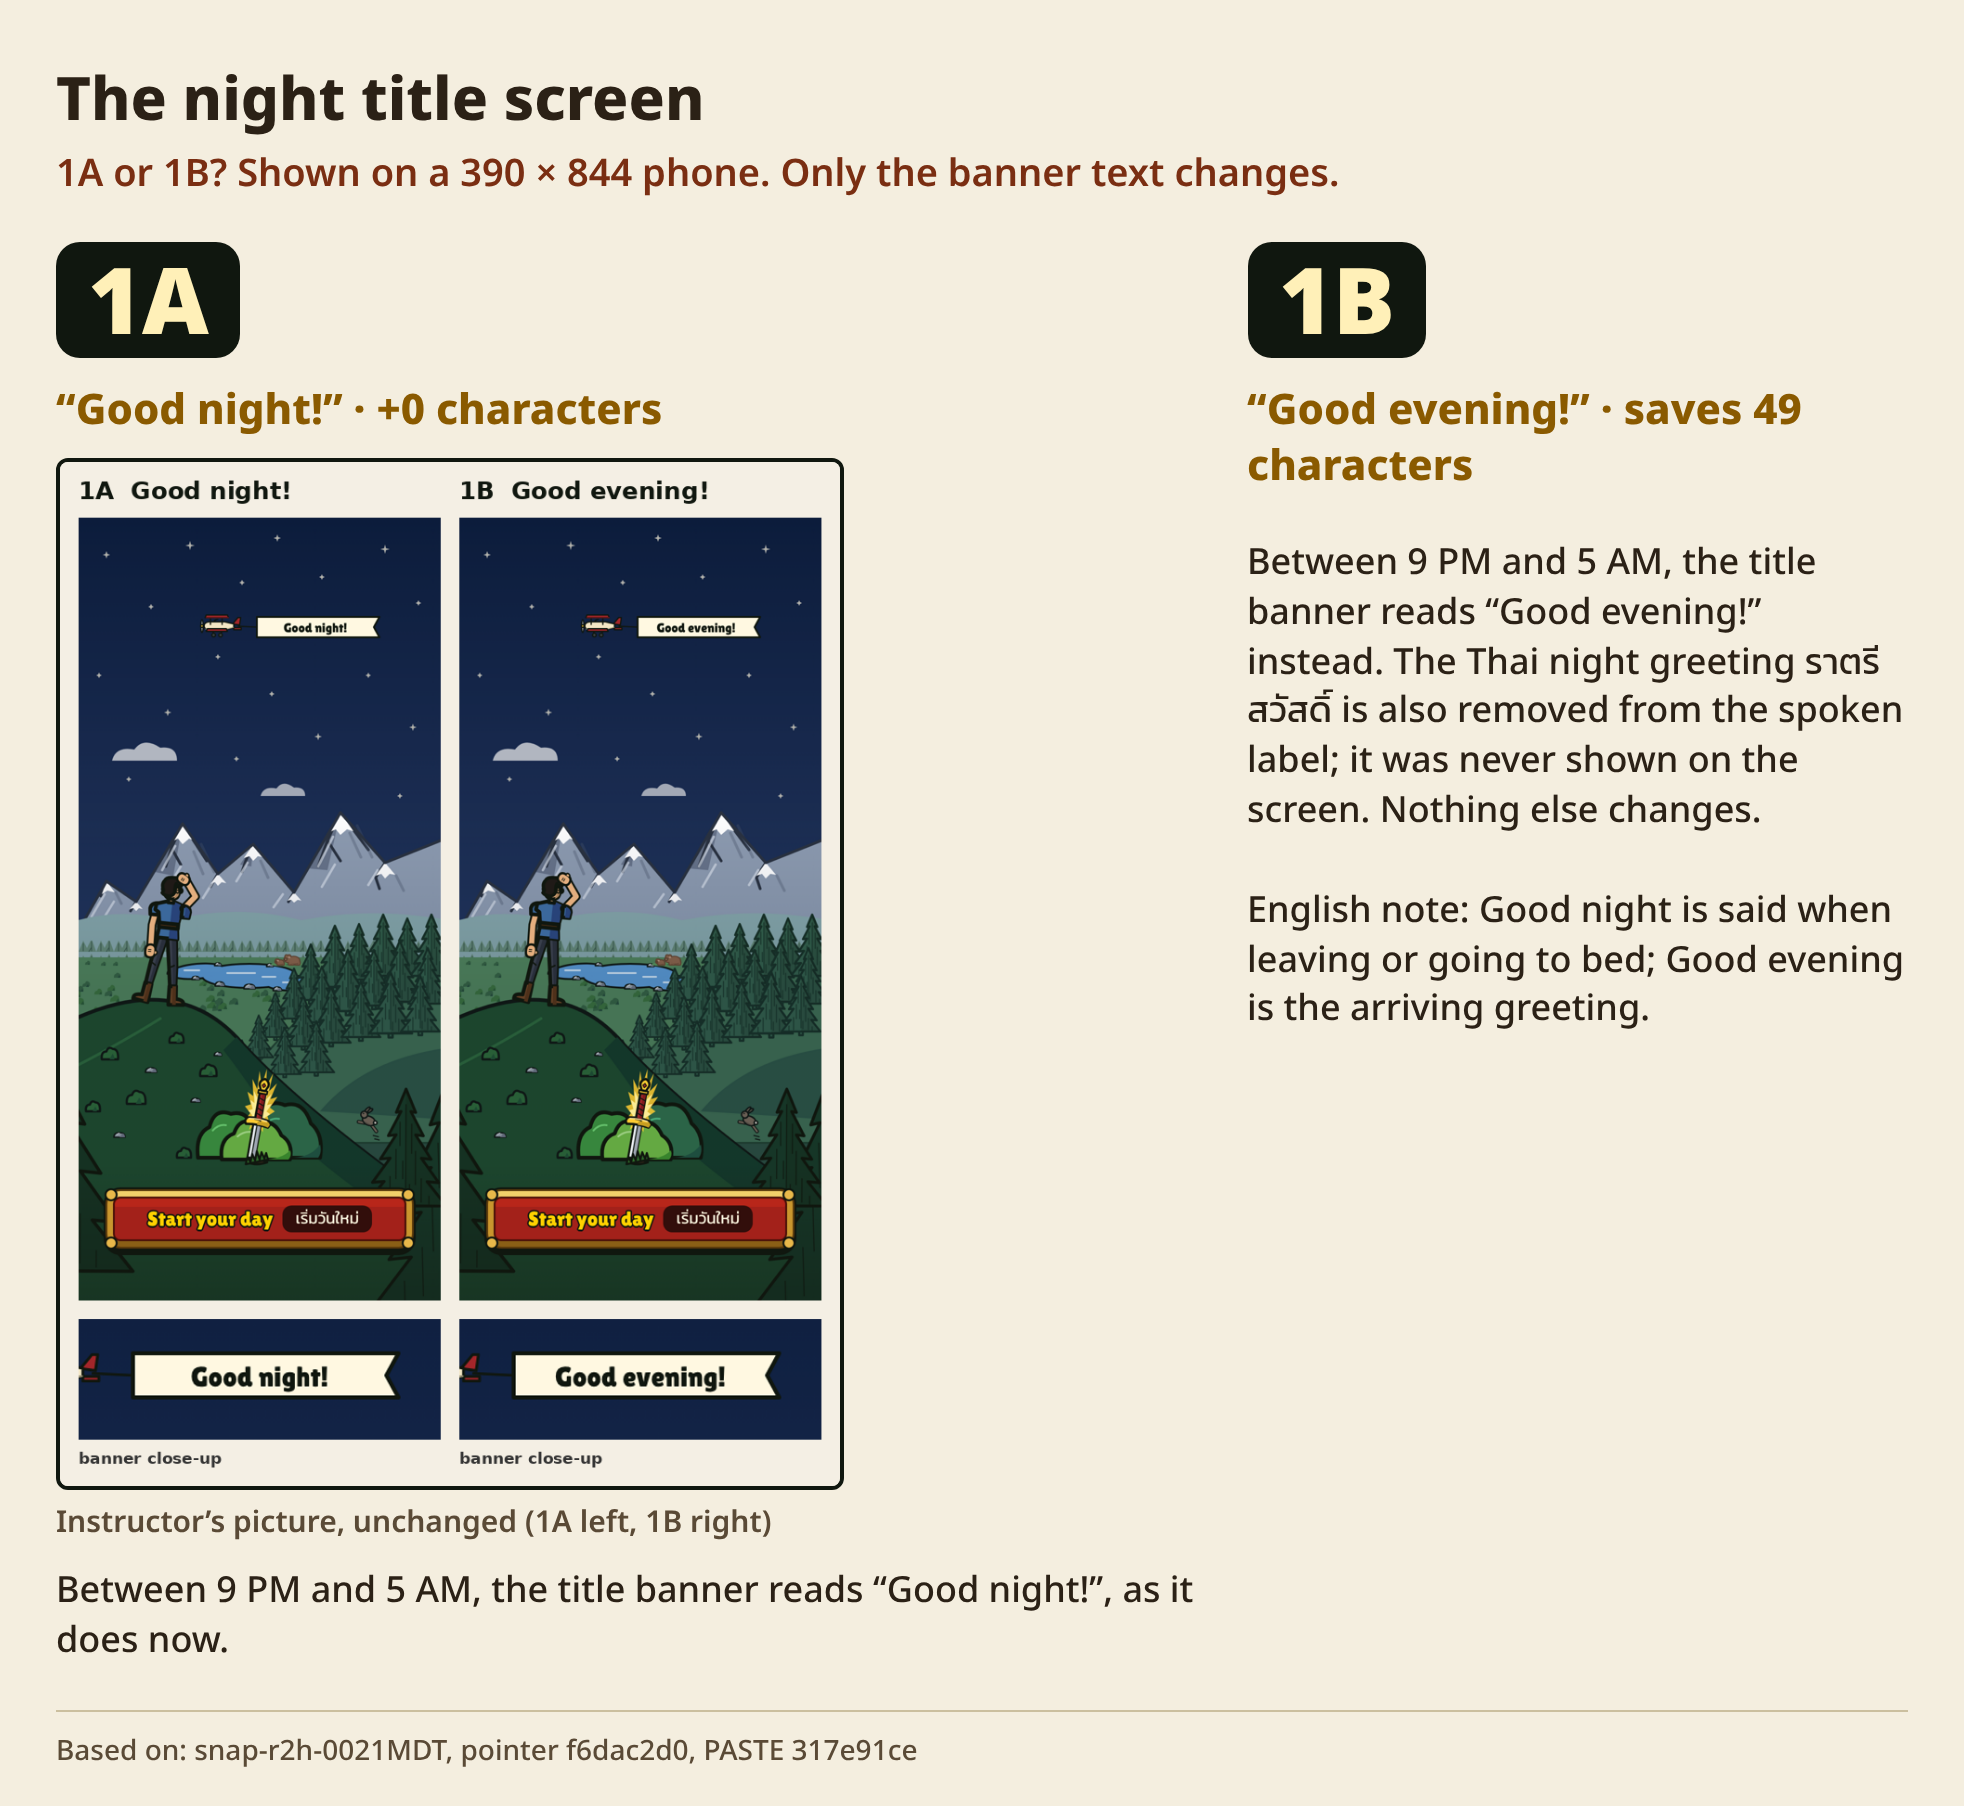 The night title screen
1A or 1B? Shown on a 390 × 844 phone. Only the banner text changes.
1A
“Good night!” · +0 characters
1A Good night!
1B Good evening!
Good night!
Good evening!
Start your day เริ่มวันใหม่
Start your day เริ่มวันใหม่
Good night!
Good evening!
banner close-up
banner close-up
Instructor’s picture, unchanged (1A left, 1B right)
Between 9 PM and 5 AM, the title banner reads “Good night!”, as it
does now.
1B
“Good evening!” · saves 49
characters
Between 9 PM and 5 AM, the title
banner reads “Good evening!”
instead. The Thai night greeting ราตรี
สวัสดิ์ is also removed from the spoken
label; it was never shown on the
screen. Nothing else changes.
English note: Good night is said when
leaving or going to bed; Good evening
is the arriving greeting.
Based on: snap-r2h-0021MDT, pointer f6dac2d0, PASTE 317e91ce